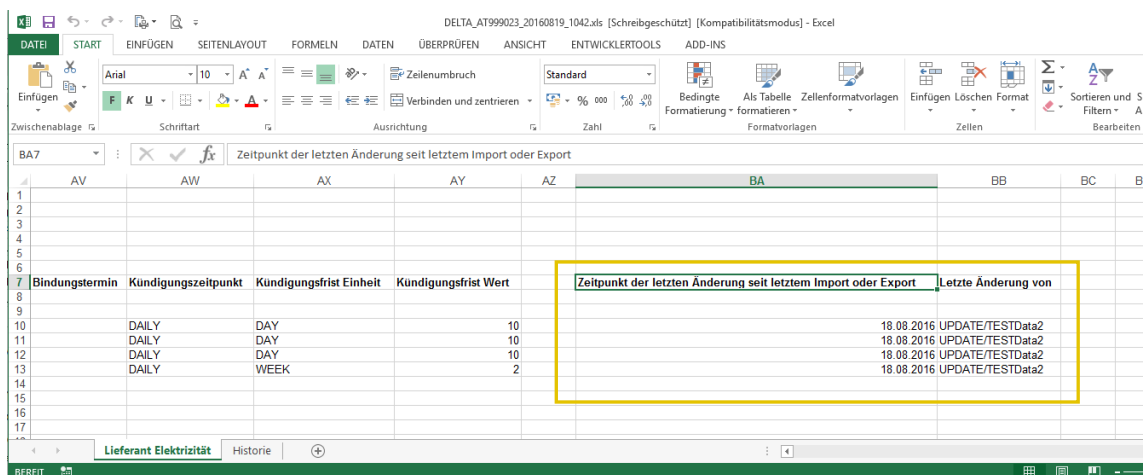 DELTA_AT999023_20160819_1042.xls [Schreibgeschützt] [Kompatibilitätsmodus] - Excel
DATEI START EINFÜGEN SEITENLAYOUT FORMELN DATEN ÜBERPRÜFEN ANSICHT ENTWICKLERTOOLS ADD-INS
Einfügen
Arial 10
F K U
Zeilenumbruch
Verbinden und zentrieren
Standard
% 000
Bedingte Formatierung
Als Tabelle formatieren
Zellenformatvorlagen
Einfügen Löschen Format
Sortieren und S
Filtern A
Zwischenablage Schriftart Ausrichtung Zahl Formatvorlagen Zellen Bearbeiten
BA7 fx Zeitpunkt der letzten Änderung seit letztem Import oder Export
AV AW AX AY AZ BA BB BC B
1
2
3
4
5
6
7 Bindungstermin Kündigungszeitpunkt Kündigungsfrist Einheit Kündigungsfrist Wert Zeitpunkt der letzten Änderung seit letztem Import oder Export Letzte Änderung von
8
9
10 DAILY DAY 10 18.08.2016 UPDATE/TESTData2
11 DAILY DAY 10 18.08.2016 UPDATE/TESTData2
12 DAILY DAY 10 18.08.2016 UPDATE/TESTData2
13 DAILY WEEK 2 18.08.2016 UPDATE/TESTData2
14
15
16
17
Lieferant Elektrizität Historie
BEREIT